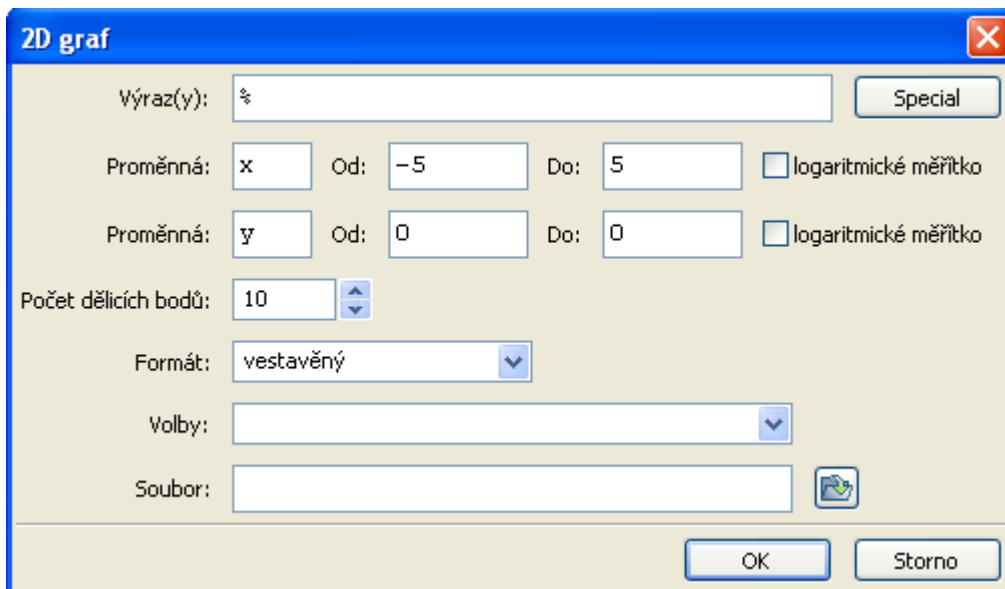 2D graf
Výraz(y): % Special
Proměnná: x Od: -5 Do: 5 logaritmické měřítko
Proměnná: y Od: 0 Do: 0 logaritmické měřítko
Počet dělicích bodů: 10
Formát: vestavěný
Volby:
Soubor:
OK Storno